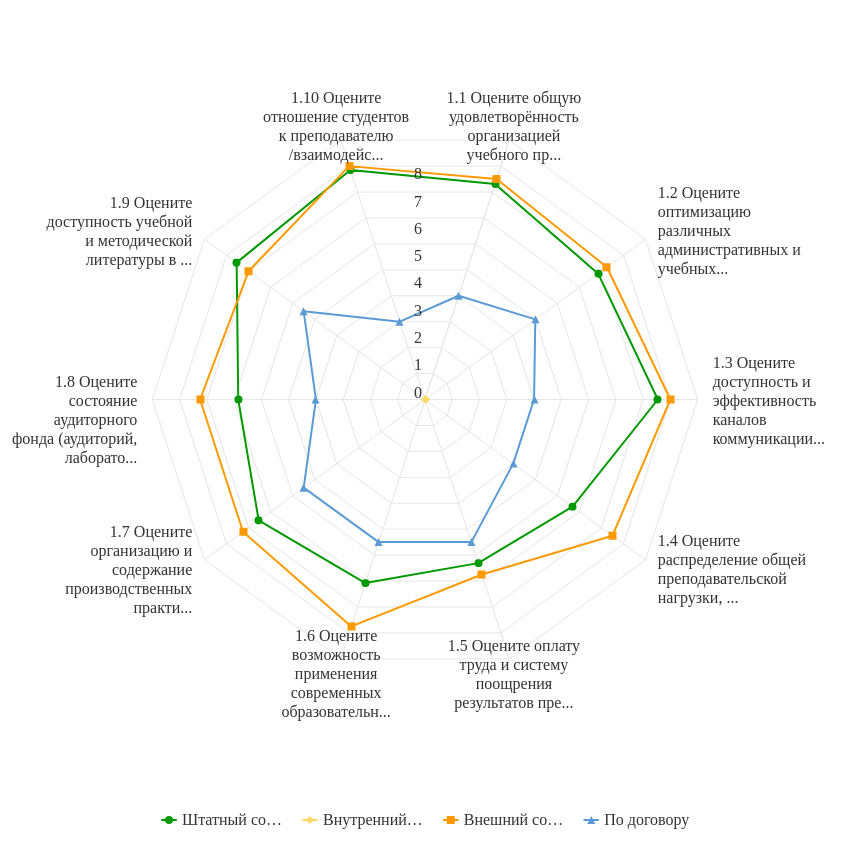 1.10 Оцените
отношение студентов
к преподавателю
/взаимодейс...
1.1 Оцените общую
удовлетворённость
организацией
учебного пр...
1.2 Оцените
оптимизацию
различных
административных и
учебных...
1.9 Оцените
доступность учебной
и методической
литературы в ...
8
7
6
5
4
3
2
1
0
1.3 Оцените
доступность и
эффективность
каналов
коммуникации...
1.8 Оцените
состояние
аудиторного
фонда (аудиторий,
лаборато...
1.4 Оцените
распределение общей
преподавательской
нагрузки, ...
1.7 Оцените
организацию и
содержание
производственных
практи...
1.6 Оцените
возможность
применения
современных
образовательн...
1.5 Оцените оплату
труда и систему
поощрения
результатов пре...
Штатный со... Внутренний... Внешний со... По договору